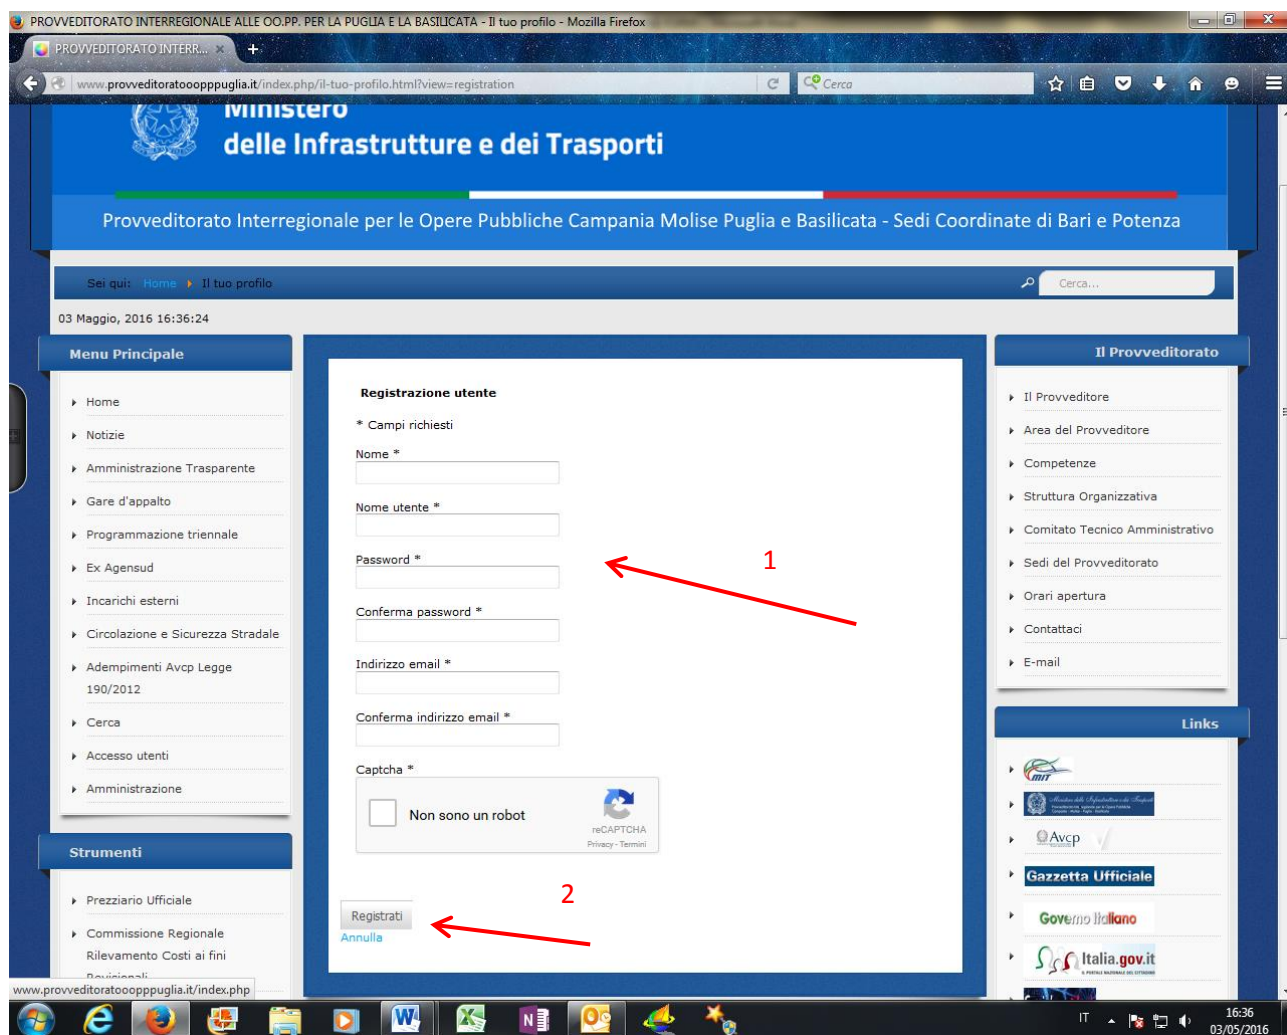 PROVVEDITORATO INTERREGIONALE ALLE OO.PP. PER LA PUGLIA E LA BASILICATA - Il tuo profilo - Mozilla Firefox
PROVVEDITORATO INTERR...
www.provveditoratooopppuglia.it/index.php/il-tuo-profilo.html?view=registration
Cerca
Ministero
delle Infrastrutture e dei Trasporti
Provveditorato Interregionale per le Opere Pubbliche Campania Molise Puglia e Basilicata - Sedi Coordinate di Bari e Potenza
Sei qui: Home Il tuo profilo
Cerca...
03 Maggio, 2016 16:36:24
Menu Principale
Home
Notizie
Amministrazione Trasparente
Gare d'appalto
Programmazione triennale
Ex Agensud
Incarichi esterni
Circolazione e Sicurezza Stradale
Adempimenti Avcp Legge
190/2012
Cerca
Accesso utenti
Amministrazione
Strumenti
Prezziario Ufficiale
Commissione Regionale
Rilevamento Costi ai fini
Revisionali
www.provveditoratooopppuglia.it/index.php
Registrazione utente
* Campi richiesti
Nome *
Nome utente *
Password *
1
Conferma password *
Indirizzo email *
Conferma indirizzo email *
Captcha *
Non sono un robot
reCAPTCHA
Privacy - Termini
2
Registrati
Annulla
Il Provveditorato
Il Provveditore
Area del Provveditore
Competenze
Struttura Organizzativa
Comitato Tecnico Amministrativo
Sedi del Provveditorato
Orari apertura
Contattaci
E-mail
Links
MIT
Avcp
Gazzetta Ufficiale
Governo Italiano
Italia.gov.it
IT
16:36
03/05/2016